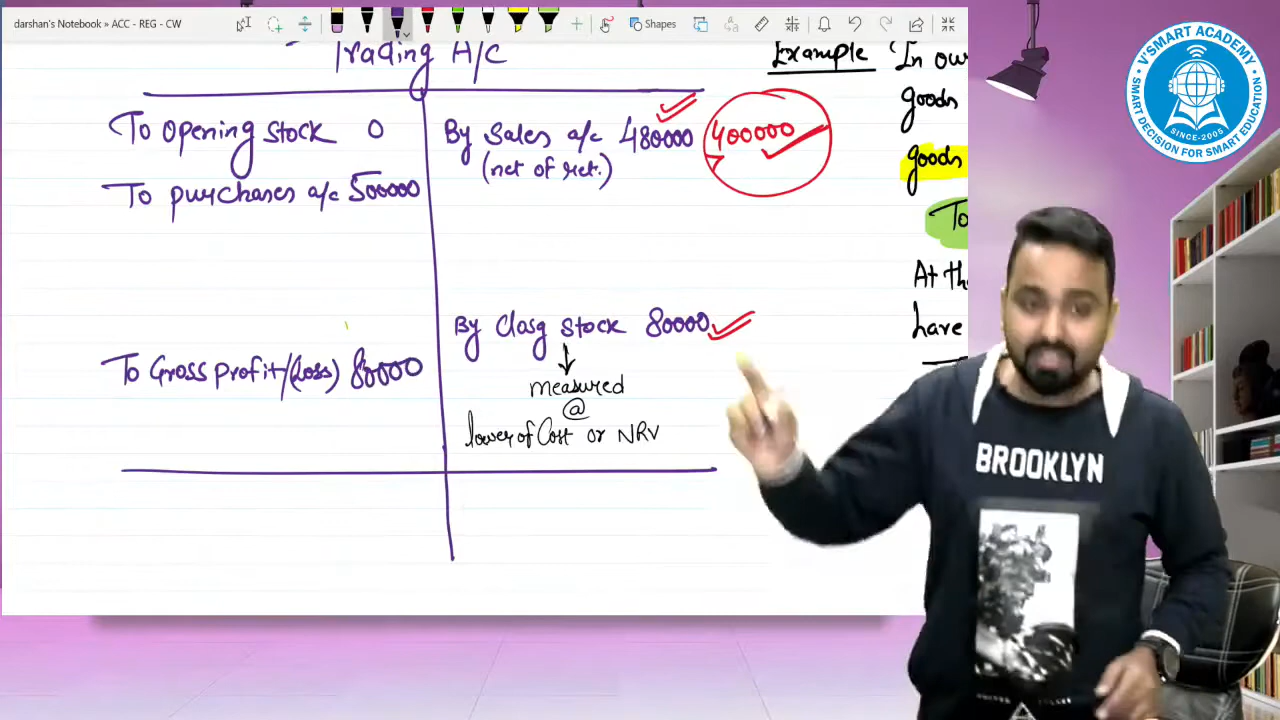 darshan's Notebook » ACC - REG - CW
Shapes
Trading A/C
To opening stock 0
To purchases a/c 500000
To Gross profit/(Loss) 80000
By Sales a/c 480000 400000
(net of ret.)
By Closg stock 80000
measured
@
lower of Cost or NRV
Example
In our
goods
goods
To
At the
have
V'SMART ACADEMY
SINCE-2005
SMART DECISION FOR SMART EDUCATION
BROOKLYN